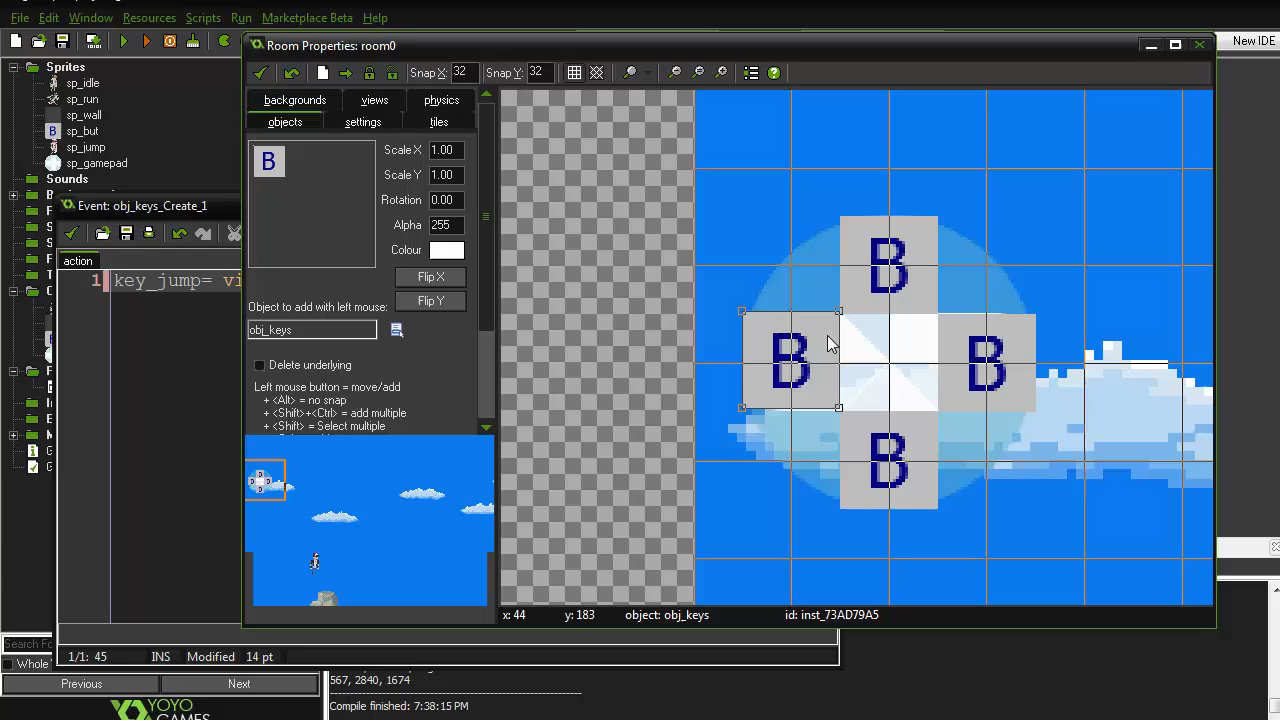 File Edit Window Resources Scripts Run Marketplace Beta Help
New IDE
Room Properties: room0
Snap X: 32 Snap Y: 32
Sprites
sp_idle
sp_run
sp_wall
B sp_but
sp_jump
sp_gamepad
Sounds
backgrounds views physics
objects settings tiles
B
Scale X 1.00
Scale Y 1.00
Rotation 0.00
Alpha 255
Colour
Flip X
Flip Y
Object to add with left mouse:
obj_keys
Delete underlying
Left mouse button = move/add
+ <Alt> = no snap
+ <Shift>+<Ctrl> = add multiple
+ <Shift> = Select multiple
B
B B
B
x: 44 y: 183 object: obj_keys id: inst_73AD79A5
Event: obj_keys_Create_1
action
1 key_jump= vi
1/1: 45 INS Modified 14 pt
Search For
Whole
Previous Next
YOYO
GAMES
567, 2840, 1674
Compile finished: 7:38:15 PM